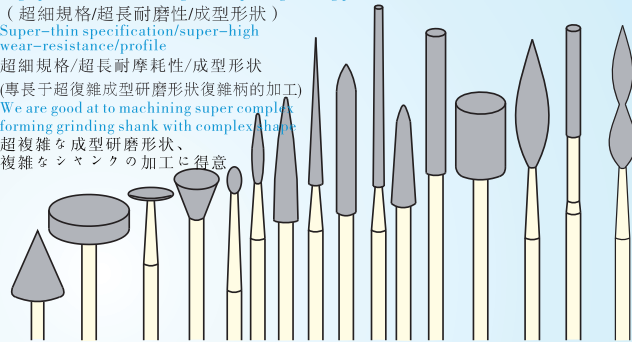 （超細規格/超長耐磨性/成型形狀）
Super-thin specification/super-high
wear-resistance/profile
超細規格/超長耐摩耗性/成型形状
(專長于超復雜成型研磨形狀復雜柄的加工)
We are good at to machining super complex
forming grinding shank with complex shape
超複雑な成型研磨形状、
複雑なシャンクの加工に得意